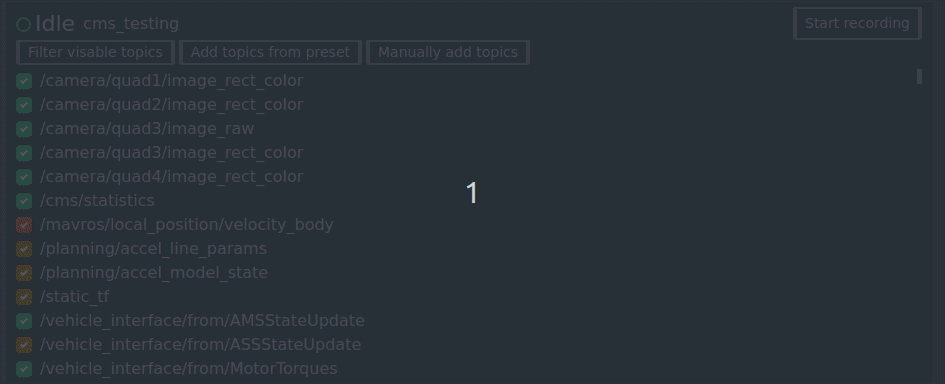 Idle cms_testing Start recording
Filter visable topics Add topics from preset Manually add topics
/camera/quad1/image_rect_color
/camera/quad2/image_rect_color
/camera/quad3/image_raw
/camera/quad3/image_rect_color
/camera/quad4/image_rect_color
1
/cms/statistics
/mavros/local_position/velocity_body
/planning/accel_line_params
/planning/accel_model_state
/static_tf
/vehicle_interface/from/AMSStateUpdate
/vehicle_interface/from/ASSStateUpdate
/vehicle_interface/from/MotorTorques